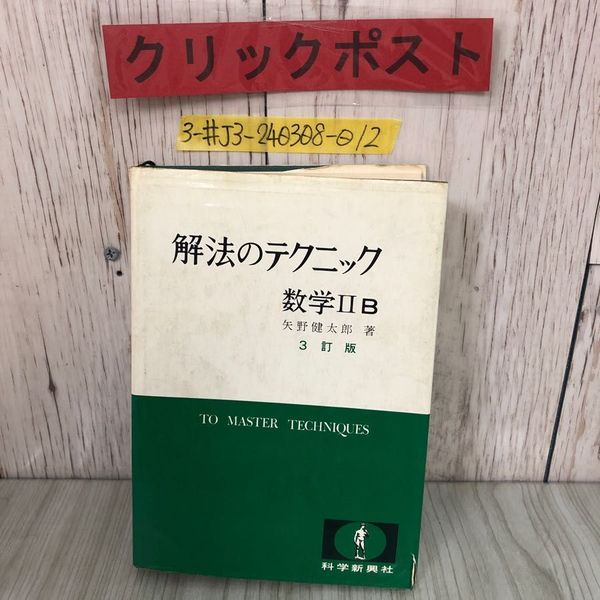 クリックポスト
3-#J3-240308-012
解法のテクニック
数学ⅡB
矢野健太郎 著
3訂版
TO MASTER TECHNIQUES
科学新興社